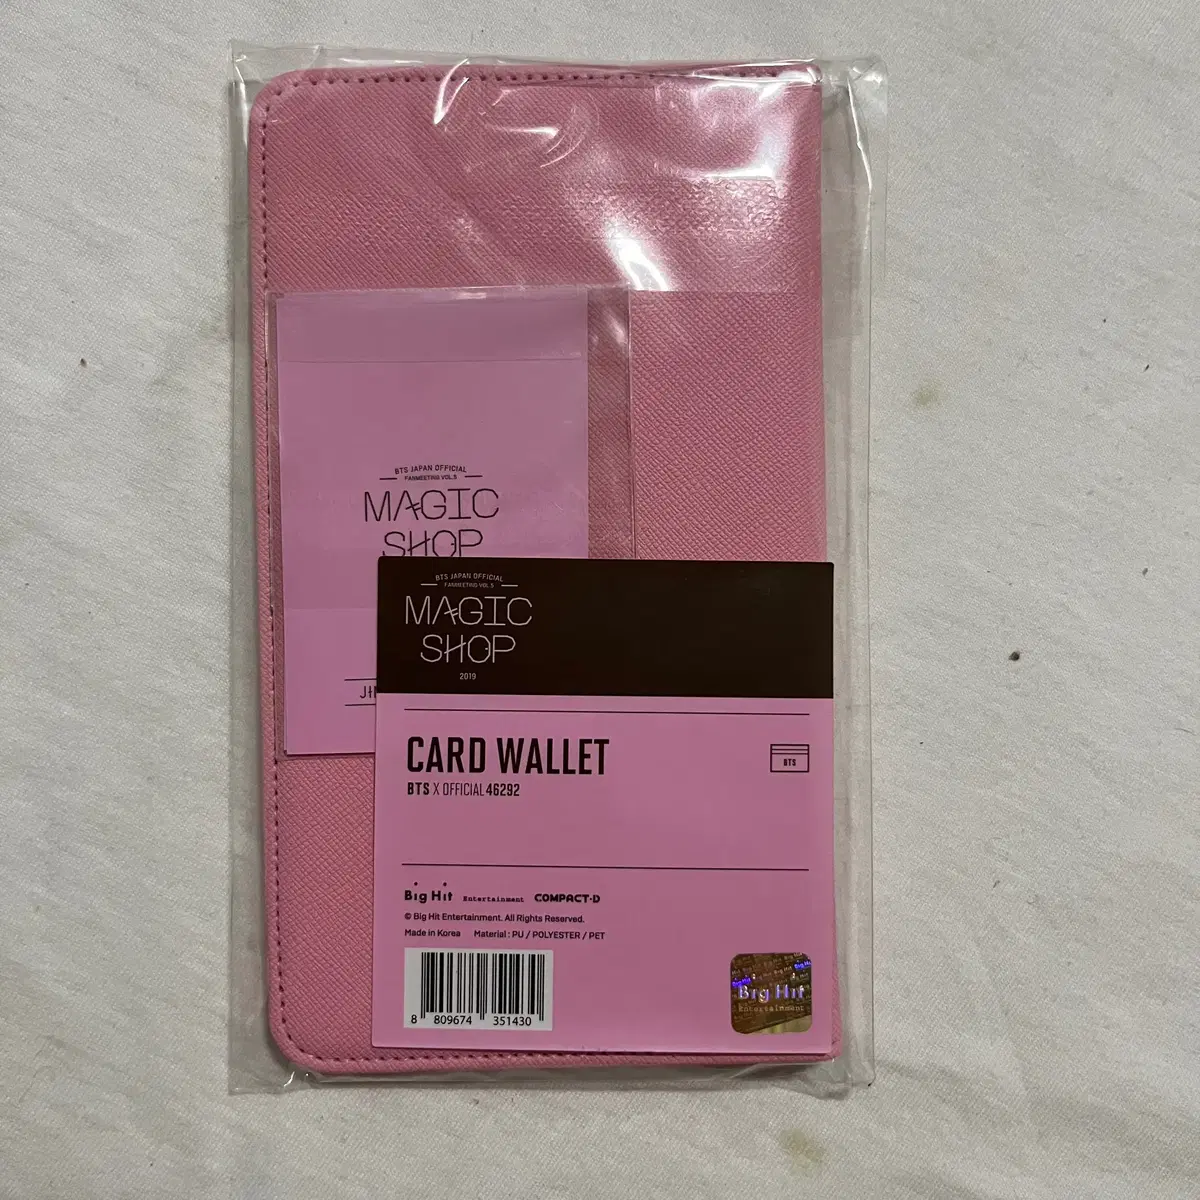 BTS JAPAN OFFICIAL
FANMEETING VOL.5
MAGIC
SHOP
BTS JAPAN OFFICIAL
FANMEETING VOL.5
MAGIC
SHOP
2019
CARD WALLET
BTS
BTS X OFFICIAL 46292
Big Hit Entertainment COMPACT-D
© Big Hit Entertainment. All Rights Reserved.
Made in Korea Material : PU / POLYESTER / PET
8 809674 351430
Big Hit
Entertainment